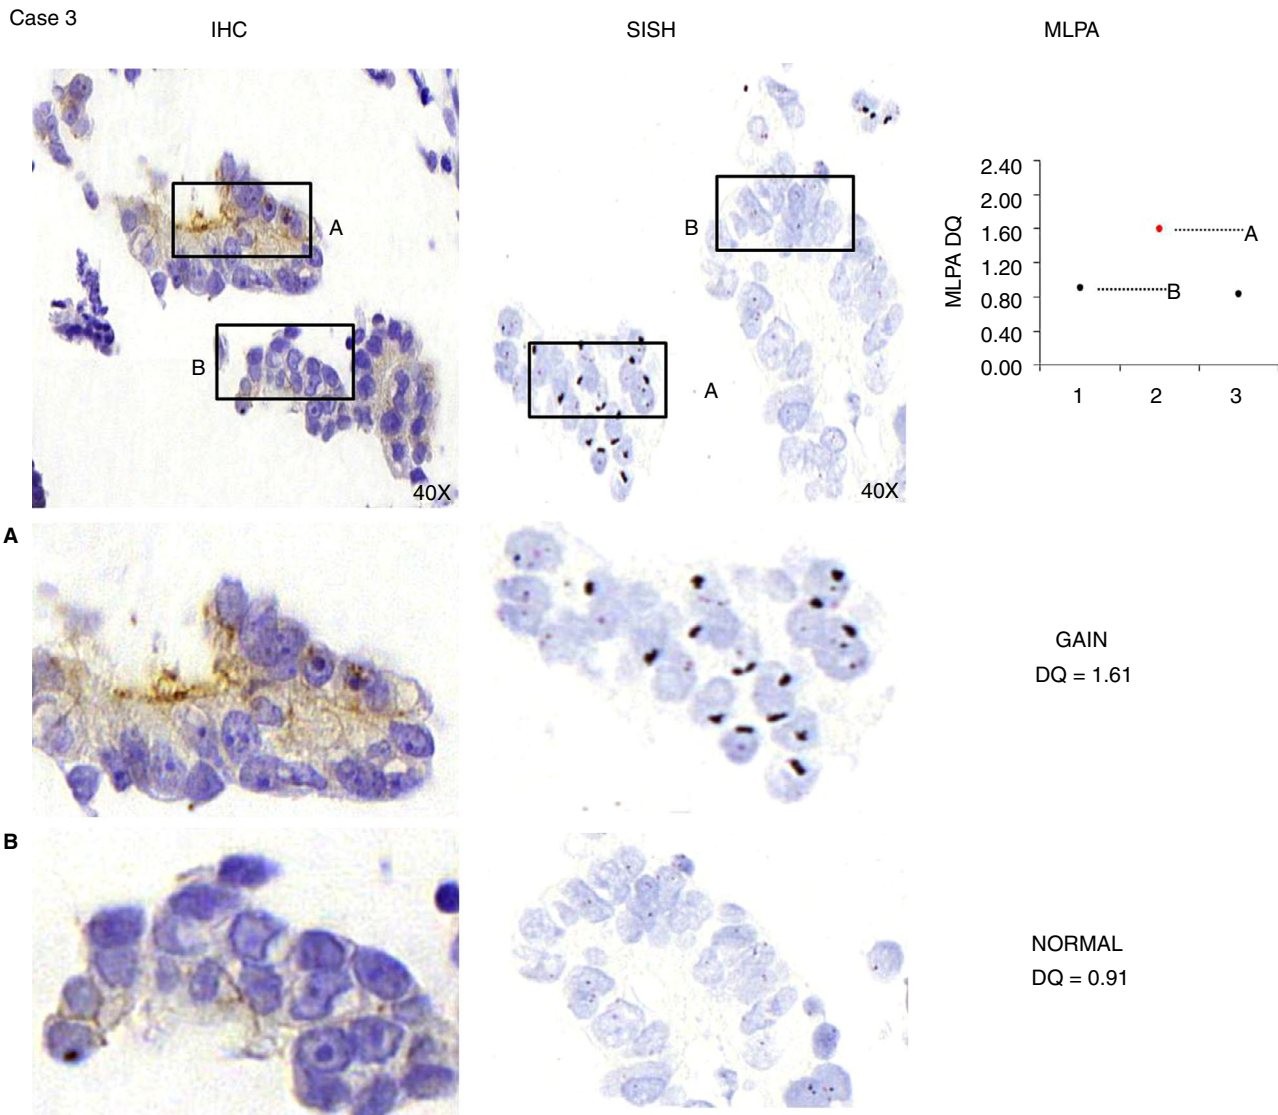 Case 3
IHC
SISH
MLPA
A
B
40X
B
A
40X
MLPA DQ
2.40
2.00
1.60
1.20
0.80
0.40
0.00
A
B
1 2 3
A
GAIN
DQ = 1.61
B
NORMAL
DQ = 0.91